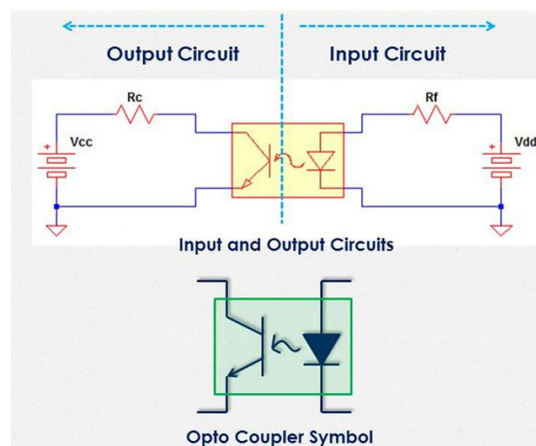 Output Circuit Input Circuit
Rc Rf
+ +
Vcc Vdd
Input and Output Circuits
Opto Coupler Symbol